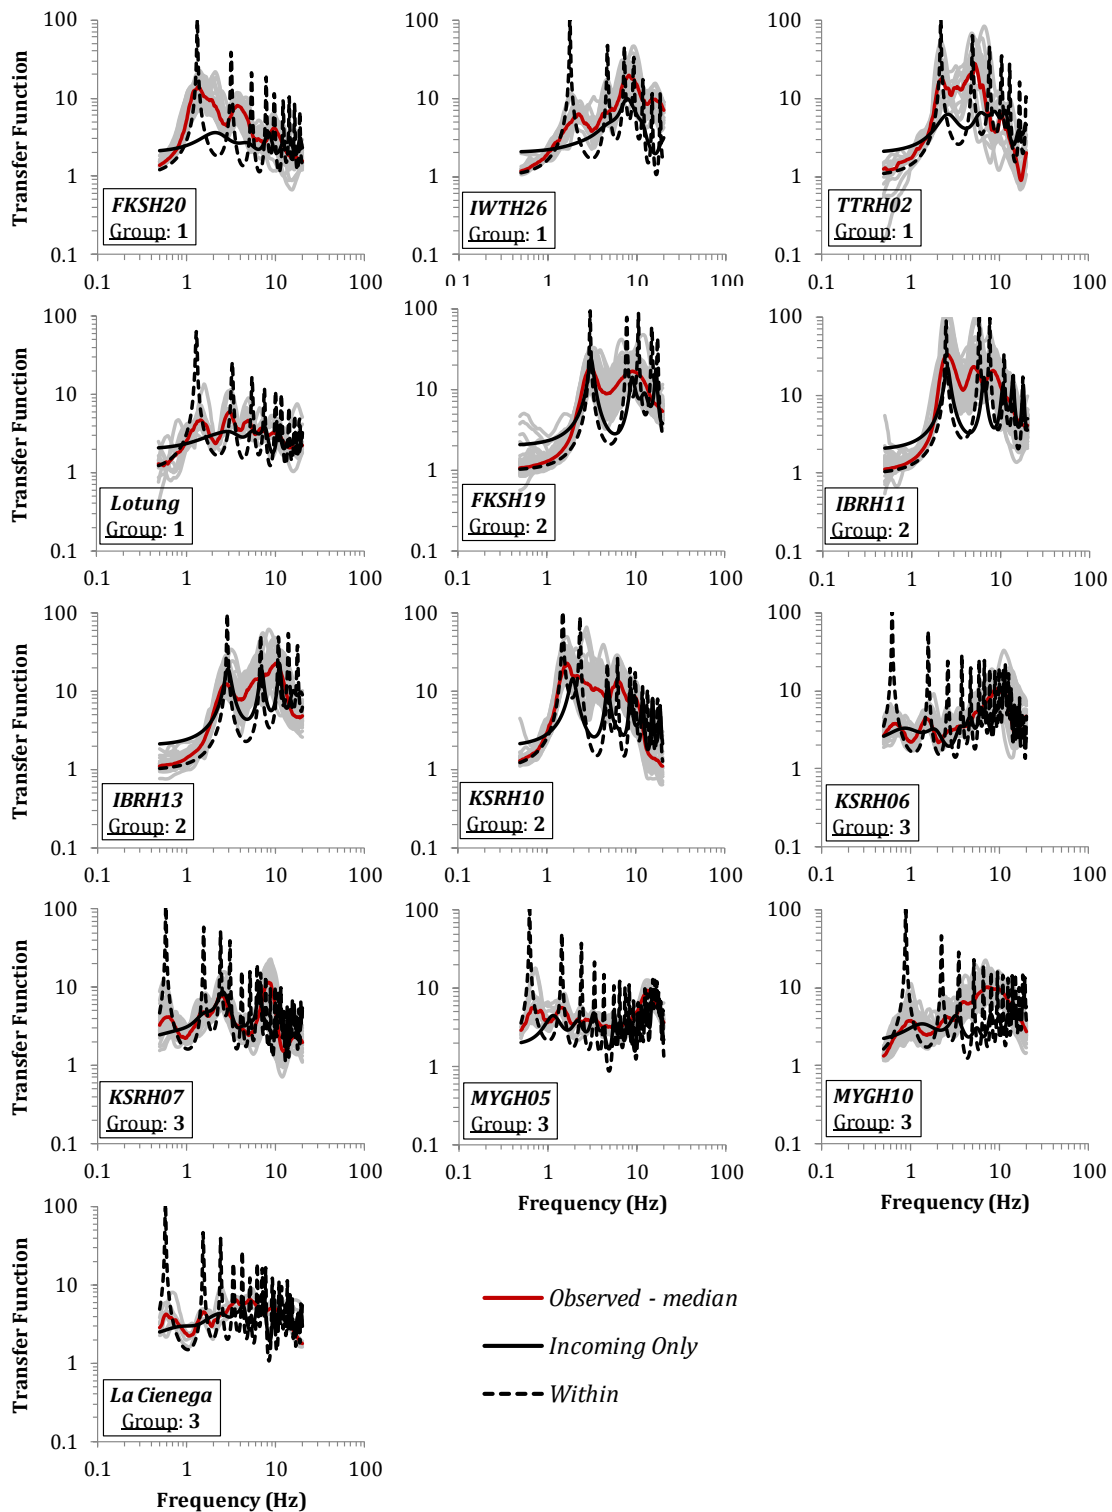 100
10
1
0.1
0.1 1 10 100
Transfer Function
FKSH20
Group: 1
100
10
1
0.1
0.1 1 10 100
IWTH26
Group: 1
100
10
1
0.1
0.1 1 10 100
TTRH02
Group: 1
100
10
1
0.1
0.1 1 10 100
Transfer Function
Lotung
Group: 1
100
10
1
0.1
0.1 1 10 100
FKSH19
Group: 2
100
10
1
0.1
0.1 1 10 100
IBRH11
Group: 2
100
10
1
0.1
0.1 1 10 100
Transfer Function
IBRH13
Group: 2
100
10
1
0.1
0.1 1 10 100
KSRH10
Group: 2
100
10
1
0.1
0.1 1 10 100
KSRH06
Group: 3
100
10
1
0.1
0.1 1 10 100
Transfer Function
KSRH07
Group: 3
100
10
1
0.1
0.1 1 10 100
Frequency (Hz)
MYGH05
Group: 3
100
10
1
0.1
0.1 1 10 100
Frequency (Hz)
MYGH10
Group: 3
100
10
1
0.1
0.1 1 10 100
Transfer Function
Frequency (Hz)
La Cienega
Group: 3
Observed - median
Incoming Only
Within